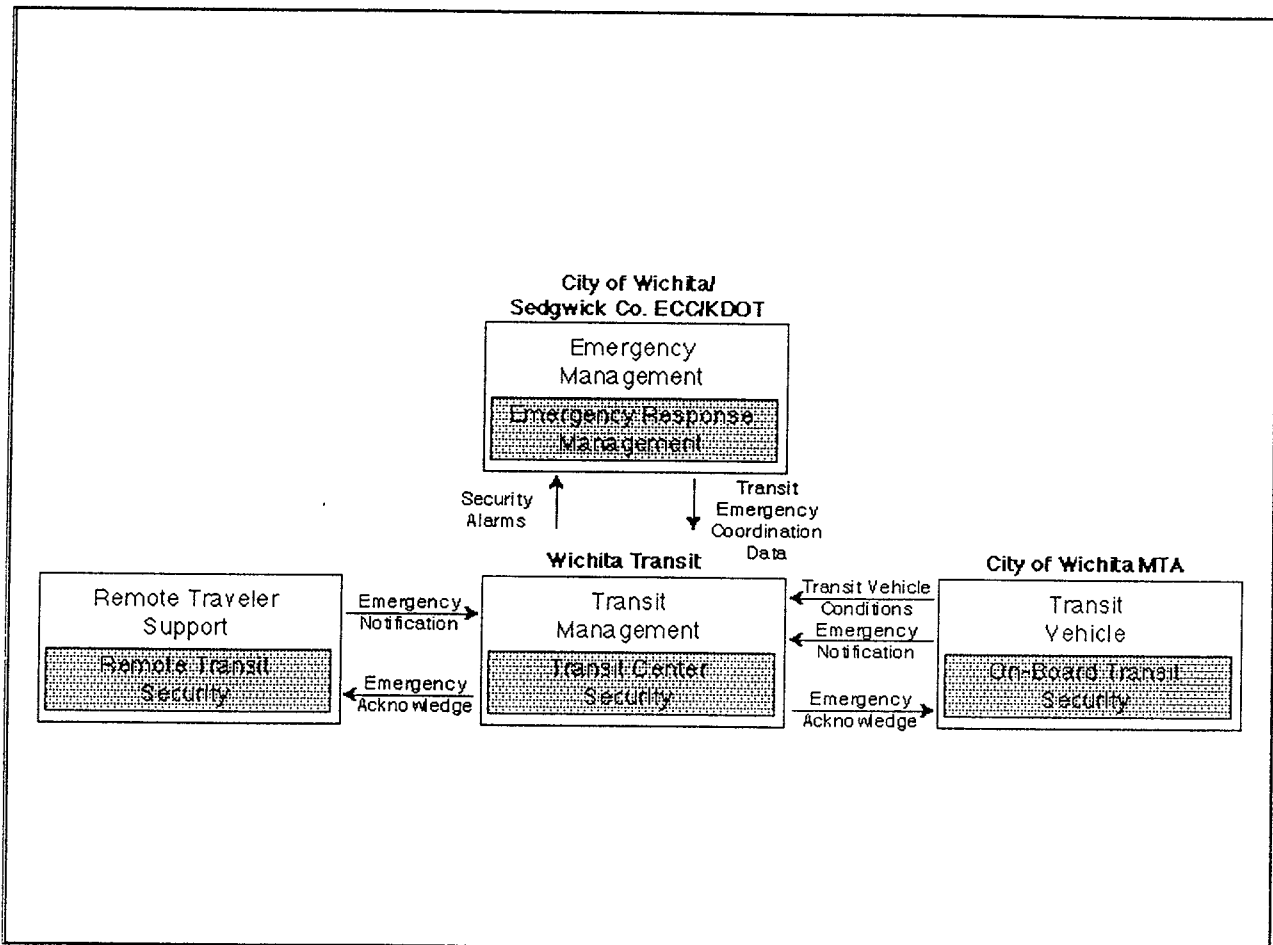 City of Wichita/
Sedgwick Co. ECC/KDOT
Emergency
Management
Emergency Response
Management
Security
Alarms
Transit
Emergency
Coordination
Data
Wichita Transit
City of Wichita MTA
Remote Traveler
Support
Remote Transit
Security
Emergency
Notification
Emergency
Acknowledge
Transit
Management
Transit Center
Security
Transit Vehicle
Conditions
Emergency
Notification
Emergency
Acknowledge
Transit
Vehicle
On-Board Transit
Security